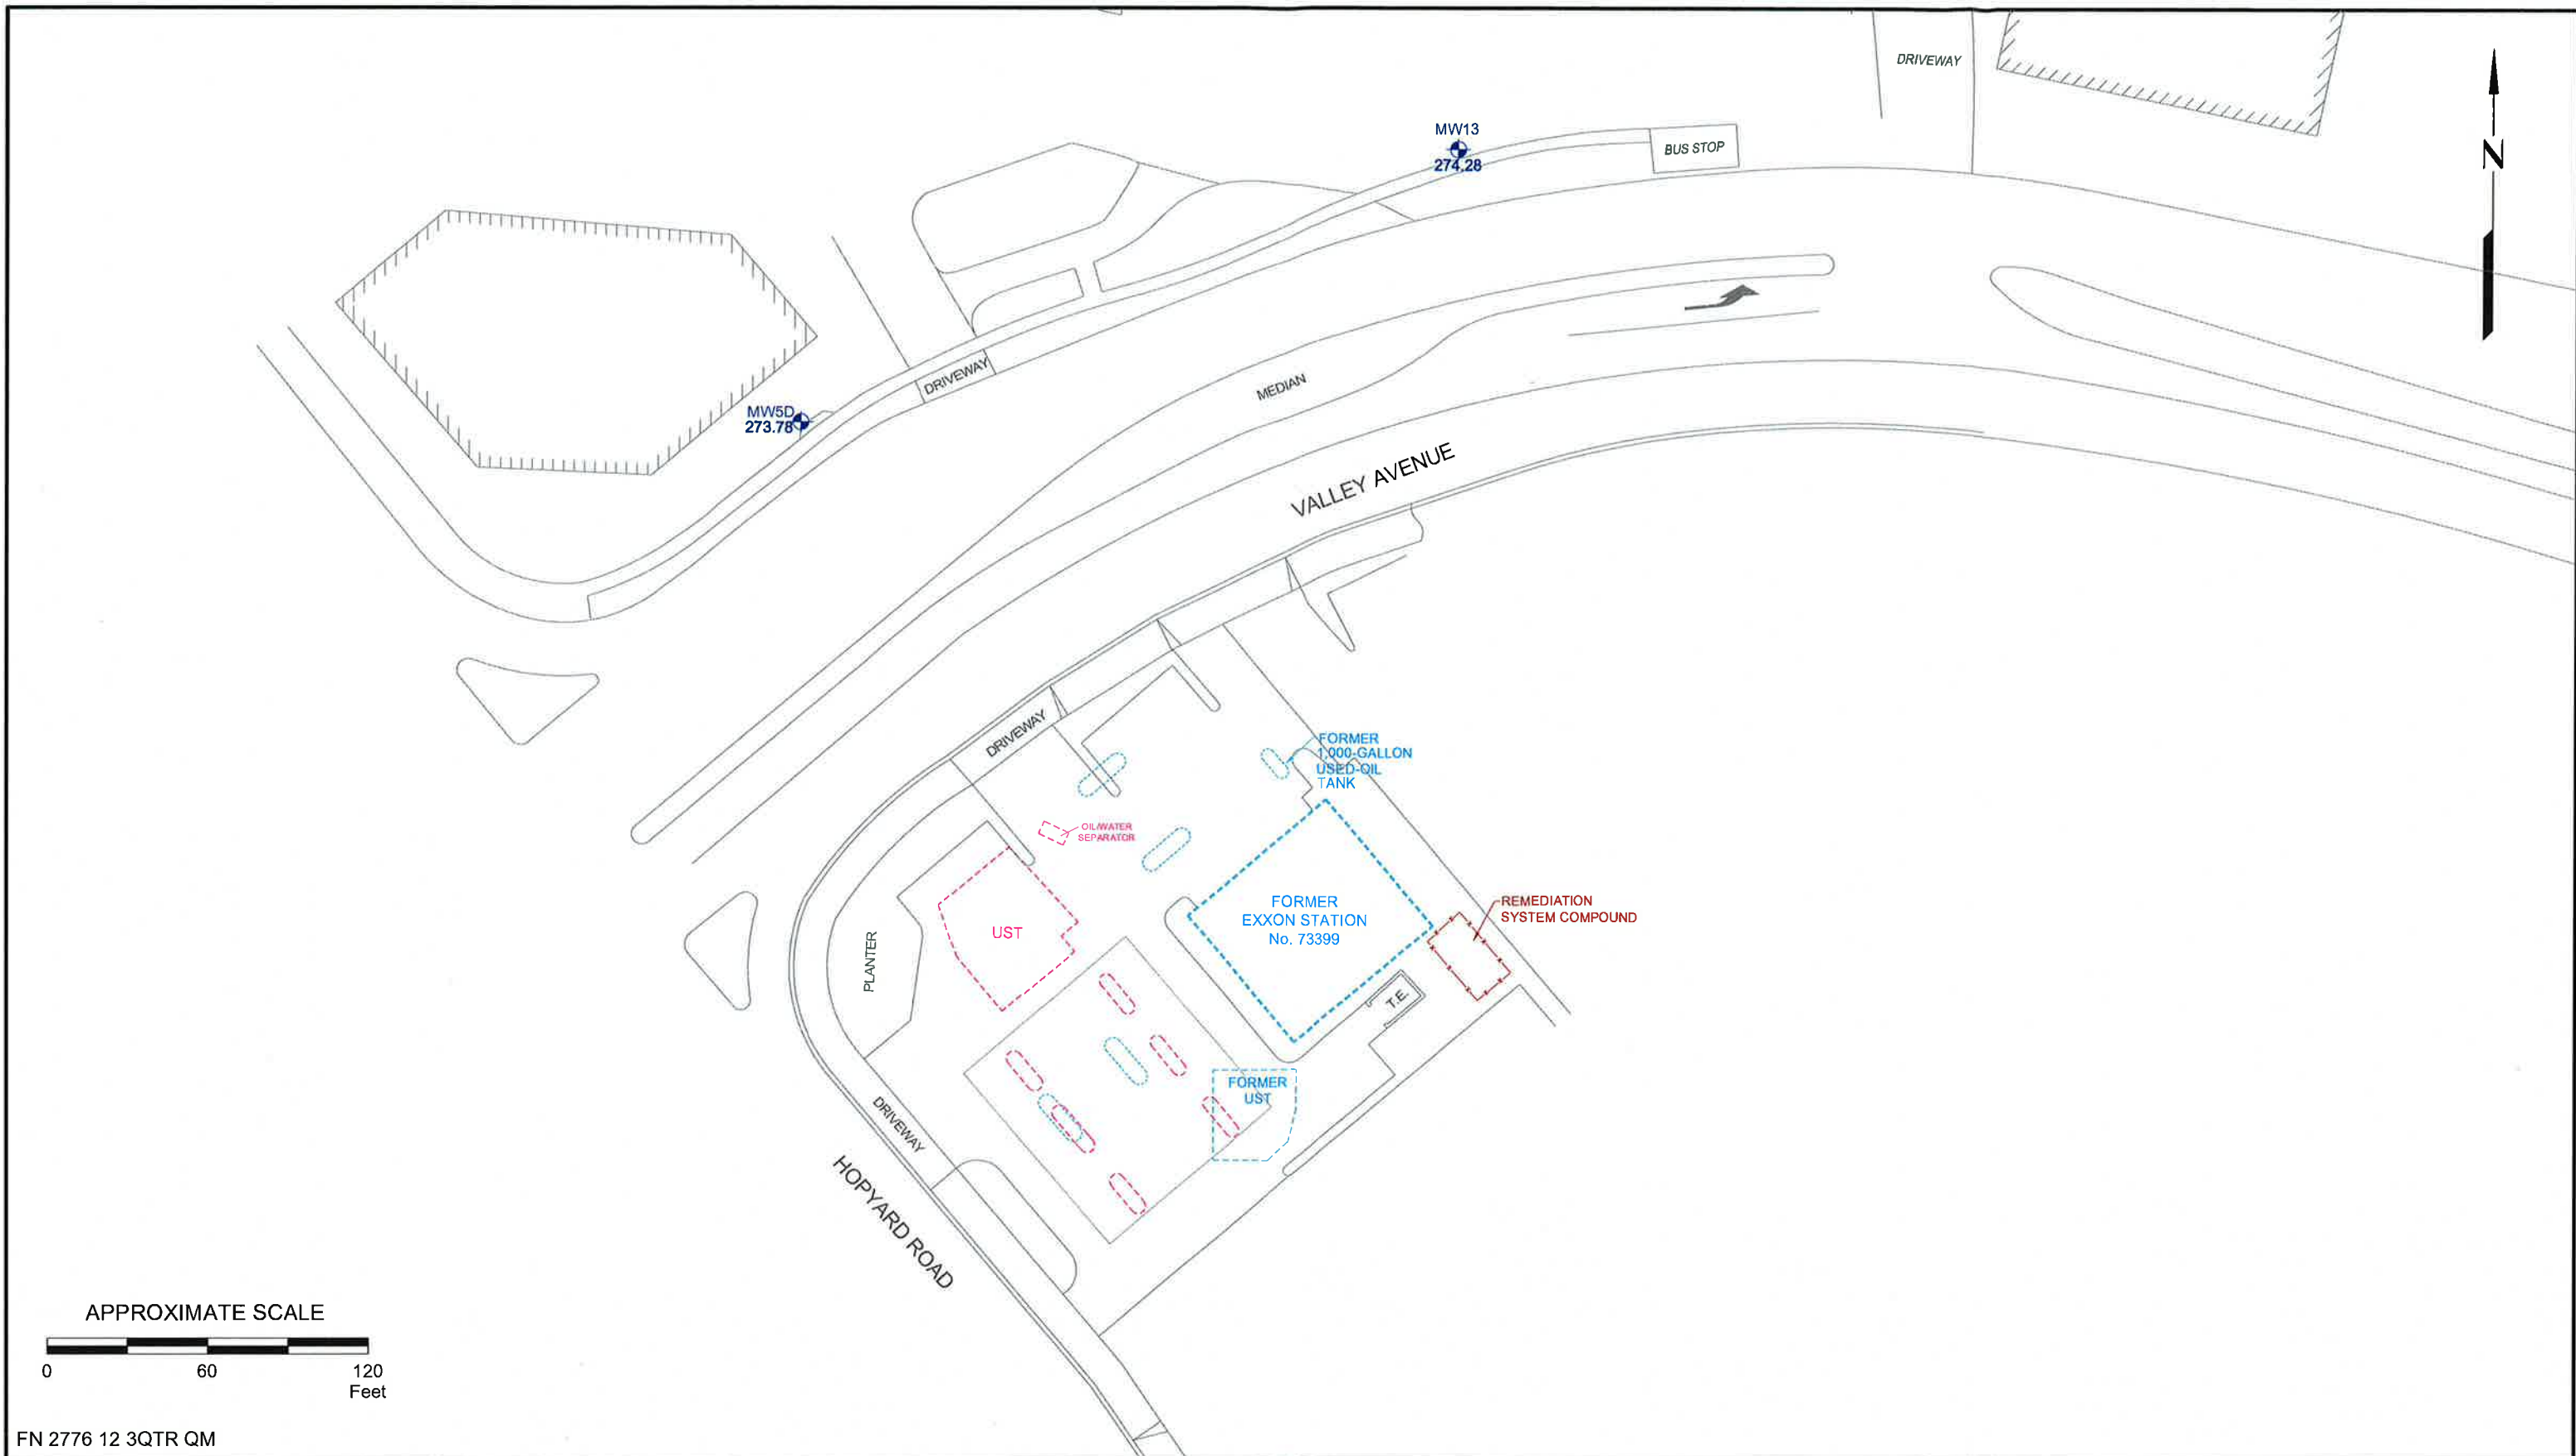 DRIVEWAY
MW13
274.28
BUS STOP
N
DRIVEWAY
MEDIAN
MW5D
273.78
VALLEY AVENUE
DRIVEWAY
FORMER
1,000-GALLON
USED-OIL
TANK
OIL/WATER
SEPARATOR
UST
PLANTER
FORMER
EXXON STATION
No. 73399
REMEDIATION
SYSTEM COMPOUND
T.E.
FORMER
UST
DRIVEWAY
HOPYARD ROAD
APPROXIMATE SCALE
0 60 120
Feet
FN 2776 12 3QTR QM